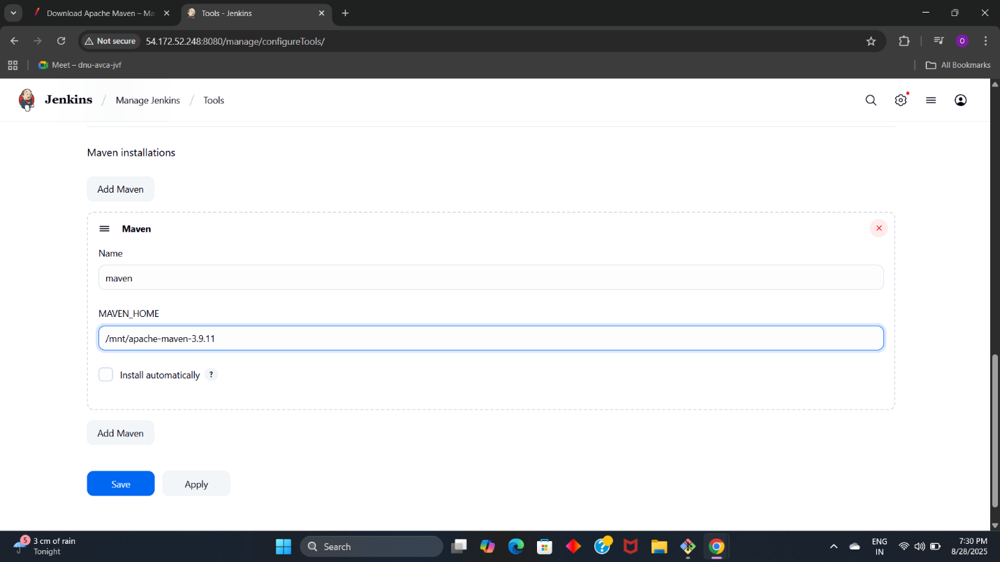 Download Apache Maven – Ma
Tools - Jenkins
Not secure
54.172.52.248:8080/manage/configureTools/
O
Meet – dnu-avca-jvf
All Bookmarks
Jenkins / Manage Jenkins / Tools
Maven installations
Add Maven
Maven
Name
maven
MAVEN_HOME
/mnt/apache-maven-3.9.11
Install automatically ?
Add Maven
Save
Apply
5
3 cm of rain
Tonight
Search
ENG
IN
7:30 PM
8/28/2025